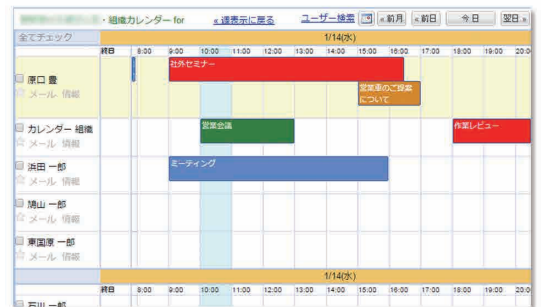 ・組織カレンダー for «週表示に戻る ユーザー検索 «前月 «前日 今日 翌日»
全てチェック 1/14(水)
終日 8:00 9:00 10:00 11:00 12:00 13:00 14:00 15:00 16:00 17:00 18:00 19:00 20:0
社外セミナー
原口 豊
メール 情報
営業車のご提案
について
カレンダー 組織 営業会議 作業レビュー
メール 情報
浜田 一郎 ミーティング
メール 情報
鳩山 一郎
メール 情報
東国原 一郎
メール 情報
1/14(水)
終日 8:00 9:00 10:00 11:00 12:00 13:00 14:00 15:00 16:00 17:00 18:00 19:00 20:0
石川 一郎